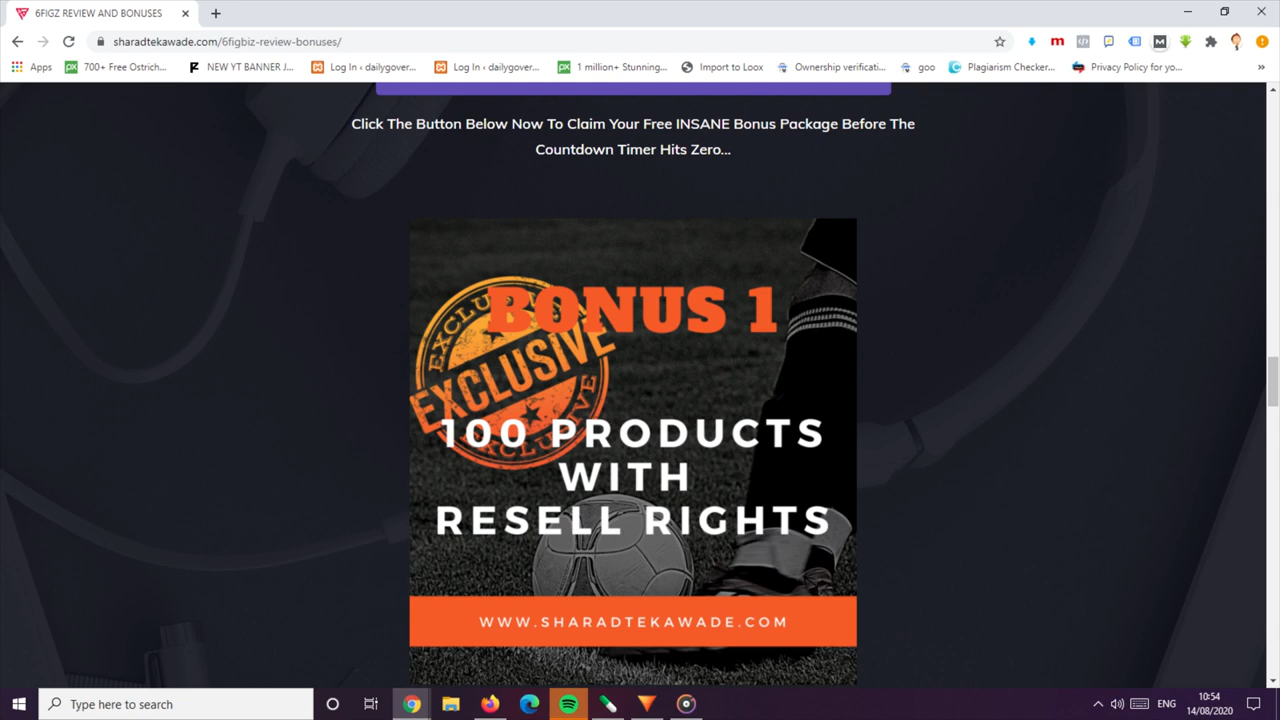 6FIGZ REVIEW AND BONUSES
sharadtekawade.com/6figbiz-review-bonuses/
Apps
700+ Free Ostrich...
NEW YT BANNER J...
Log In ‹ dailygover...
Log In ‹ dailygover...
1 million+ Stunning...
Import to Loox
Ownership verificati...
goo
Plagiarism Checker...
Privacy Policy for yo...
Click The Button Below Now To Claim Your Free INSANE Bonus Package Before The
Countdown Timer Hits Zero...
BONUS 1
EXCLUSIVE
EXCLUSIVE
EXCLUSIVE
100 PRODUCTS
WITH
RESELL RIGHTS
WWW.SHARADTEKAWADE.COM
Type here to search
ENG
10:54
14/08/2020